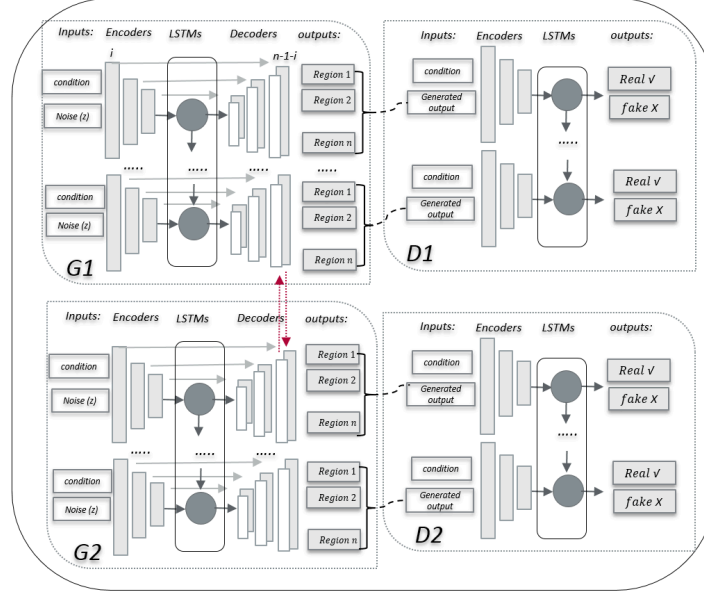 Inputs: Encoders LSTMs Decoders outputs:
i n-1-i
condition
Noise (z)
Region 1
Region 2
Region n
.....
.....
.....
.....
condition
Noise (z)
Region 1
Region 2
Region n
G1
Inputs: Encoders LSTMs outputs:
condition
Generated output
Real √
fake X
.....
condition
Generated output
Real √
fake X
D1
Inputs: Encoders LSTMs Decoders outputs:
condition
Noise (z)
Region 1
Region 2
Region n
.....
.....
.....
condition
Noise (z)
Region 1
Region 2
Region n
G2
Inputs: Encoders LSTMs outputs:
condition
Generated
output
Real √
fake X
.....
condition
Generated
output
Real √
fake X
D2